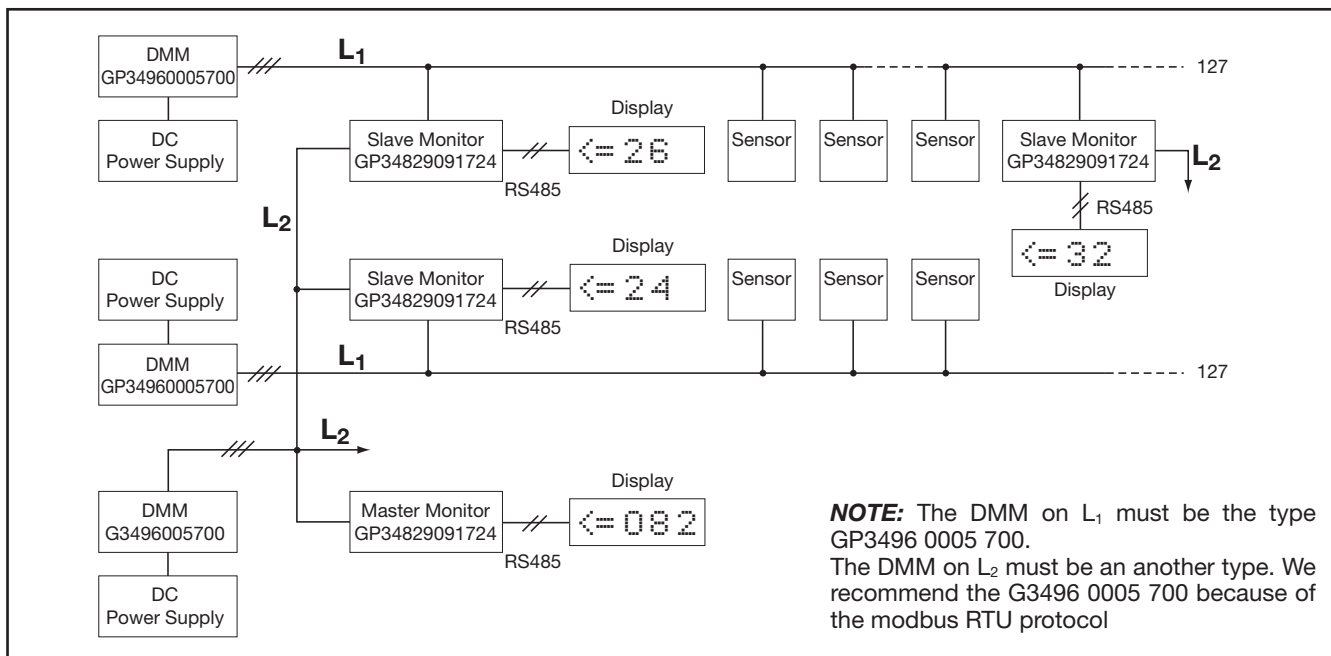 DMM
GP34960005700
L1
127
DC
Power Supply
Slave Monitor
GP34829091724
RS485
Display
<=26
Sensor
Sensor
Sensor
Slave Monitor
GP34829091724
L2
RS485
<=32
Display
L2
DC
Power Supply
DMM
GP34960005700
Slave Monitor
GP34829091724
RS485
Display
<=24
Sensor
Sensor
Sensor
L1
127
L2
DMM
G3496005700
DC
Power Supply
Master Monitor
GP34829091724
RS485
Display
<=082
NOTE: The DMM on L1 must be the type
GP3496 0005 700.
The DMM on L2 must be an another type. We
recommend the G3496 0005 700 because of
the modbus RTU protocol